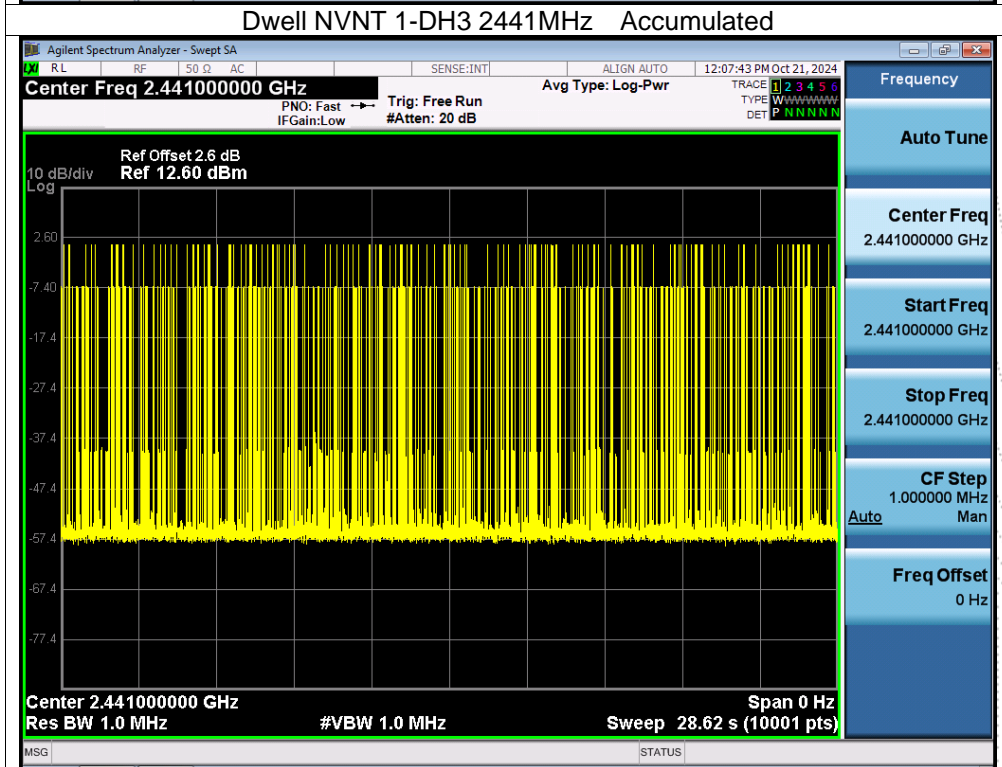 Dwell NVNT 1-DH3 2441MHz Accumulated
Agilent Spectrum Analyzer - Swept SA
LXI RL RF 50 Ω AC SENSE:INT ALIGN AUTO 12:07:43 PM Oct 21, 2024
Center Freq 2.441000000 GHz
PNO: Fast
IFGain:Low
Trig: Free Run
#Atten: 20 dB
Avg Type: Log-Pwr
TRACE 1 2 3 4 5 6
TYPE WWWWWWW
DET P N N N N N
Frequency
Ref Offset 2.6 dB
10 dB/div Ref 12.60 dBm
Log
2.60
-7.40
-17.4
-27.4
-37.4
-47.4
-57.4
-67.4
-77.4
Center 2.441000000 GHz Span 0 Hz
Res BW 1.0 MHz #VBW 1.0 MHz Sweep 28.62 s (10001 pts)
MSG STATUS
Auto Tune
Center Freq
2.441000000 GHz
Start Freq
2.441000000 GHz
Stop Freq
2.441000000 GHz
CF Step
1.000000 MHz
Auto Man
Freq Offset
0 Hz